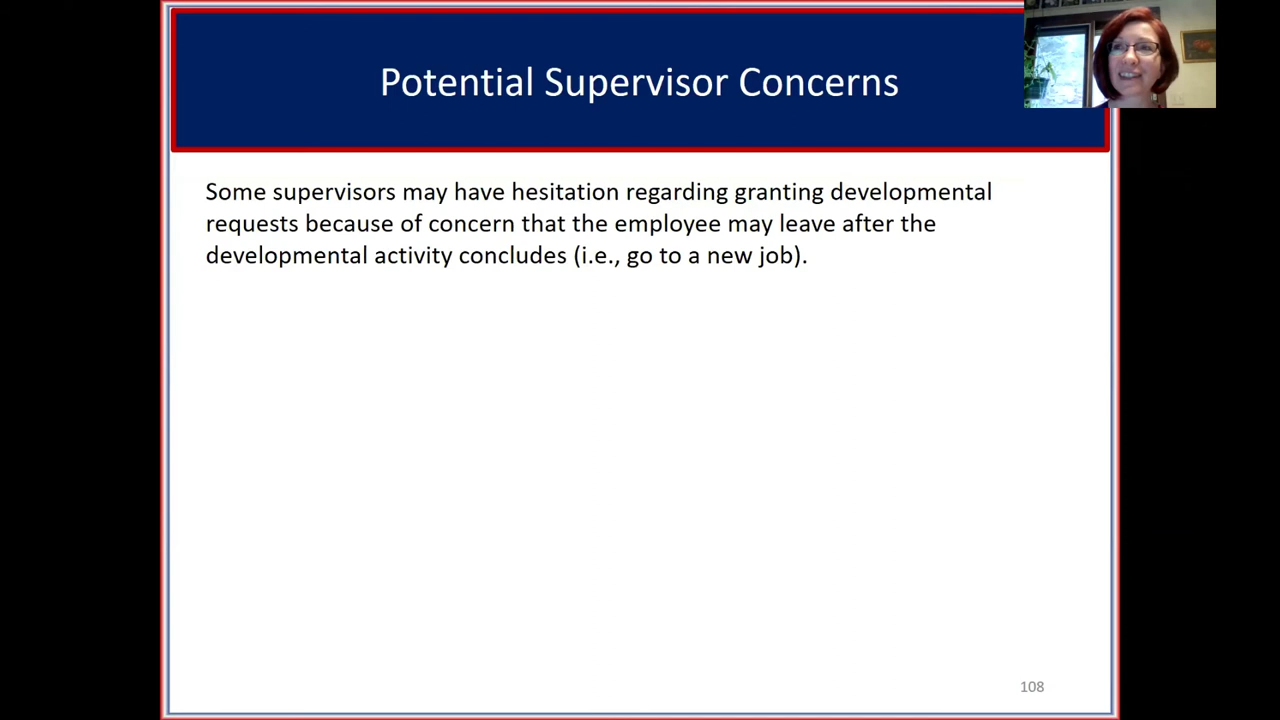 Potential Supervisor Concerns
Some supervisors may have hesitation regarding granting developmental
requests because of concern that the employee may leave after the
developmental activity concludes (i.e., go to a new job).
108